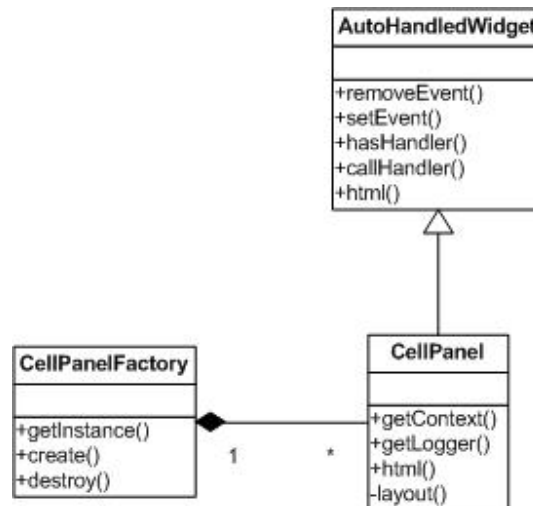 AutoHandledWidget
+removeEvent()
+setEvent()
+hasHandler()
+callHandler()
+html()
CellPanelFactory
+getInstance()
+create()
+destroy()
1
*
CellPanel
+getContext()
+getLogger()
+html()
-layout()